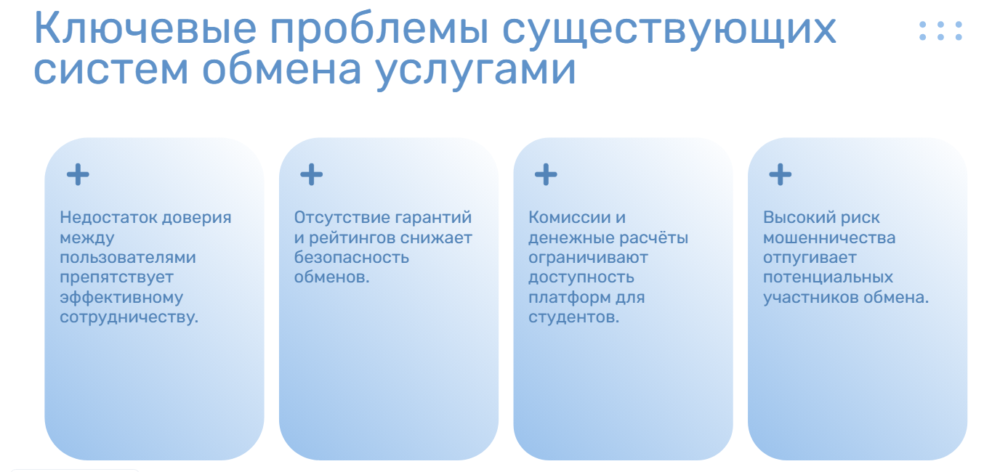 Ключевые проблемы существующих
систем обмена услугами
Недостаток доверия
между
пользователями
препятствует
эффективному
сотрудничеству.
Отсутствие гарантий
и рейтингов снижает
безопасность
обменов.
Комиссии и
денежные расчёты
ограничивают
доступность
платформ для
студентов.
Высокий риск
мошенничества
отпугивает
потенциальных
участников обмена.